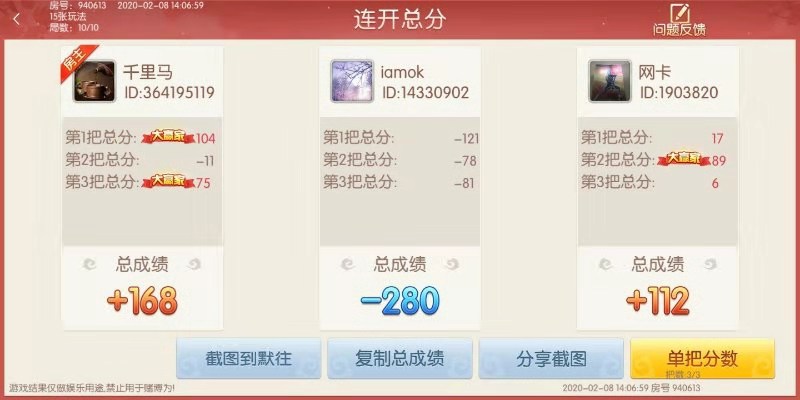 房号: 940613 2020-02-08 14:06:59
15张玩法
局数: 10/10
连开总分
问题反馈
房主
千里马
ID:364195119
第1把总分: 大赢家 104
第2把总分: -11
第3把总分: 大赢家 75
总成绩
+168
iamok
ID:14330902
第1把总分: -121
第2把总分: -78
第3把总分: -81
总成绩
-280
网卡
ID:1903820
第1把总分: 17
第2把总分: 大赢家 89
第3把总分: 6
总成绩
+112
截图到默往
复制总成绩
分享截图
单把分数
把数 3/3
游戏结果仅做娱乐用途,禁止用于赌博为!
2020-02-08 14:06:59 房号 940613